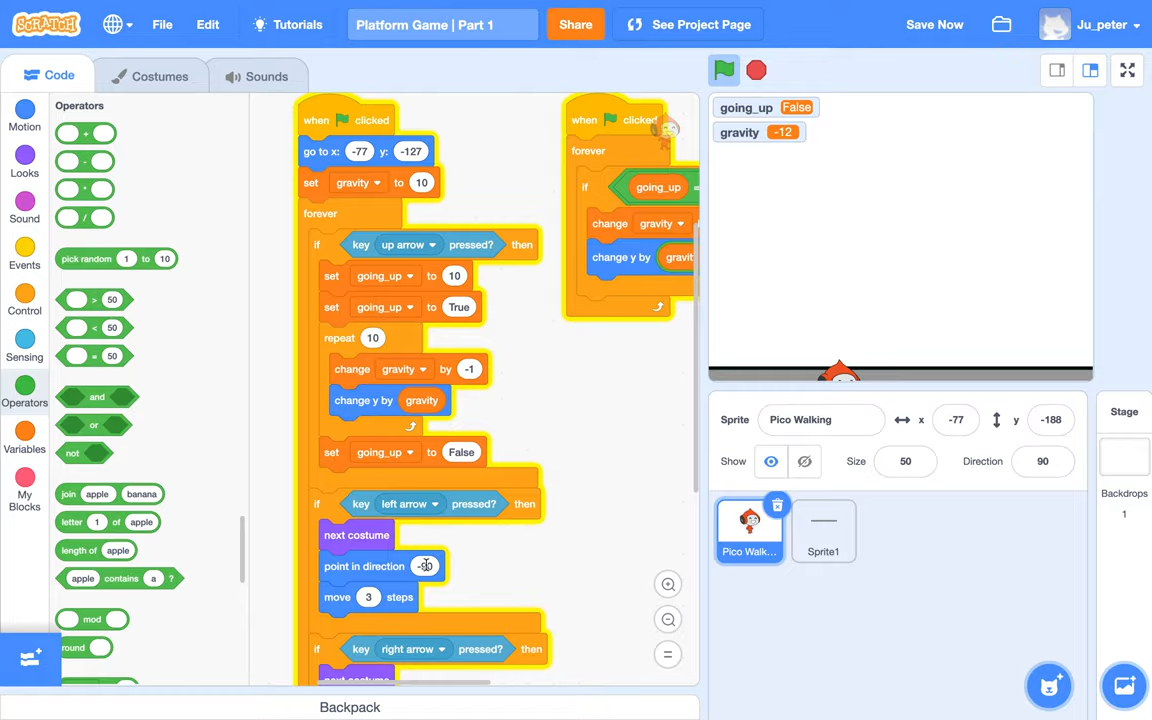 SCRATCH File Edit Tutorials Platform Game | Part 1 Share See Project Page Save Now Ju_peter
Code Costumes Sounds
Motion
Looks
Sound
Events
Control
Sensing
Operators
Variables
My
Blocks
Operators
+
-
*
/
pick random 1 to 10
> 50
< 50
= 50
and
or
not
join apple banana
letter 1 of apple
length of apple
apple contains a ?
mod
round
when clicked
go to x: -77 y: -127
set gravity to 10
forever
if key up arrow pressed? then
set going_up to 10
set going_up to True
repeat 10
change gravity by -1
change y by gravity
set going_up to False
if key left arrow pressed? then
next costume
point in direction -90
move 3 steps
if key right arrow pressed? then
next costume
when clicked
forever
if going_up =
change gravity
change y by
going_up False
gravity -12
Sprite Pico Walking x -77 y -188
Show Size 50 Direction 90
Pico Walk...
Sprite1
Stage
Backdrops
1
Backpack